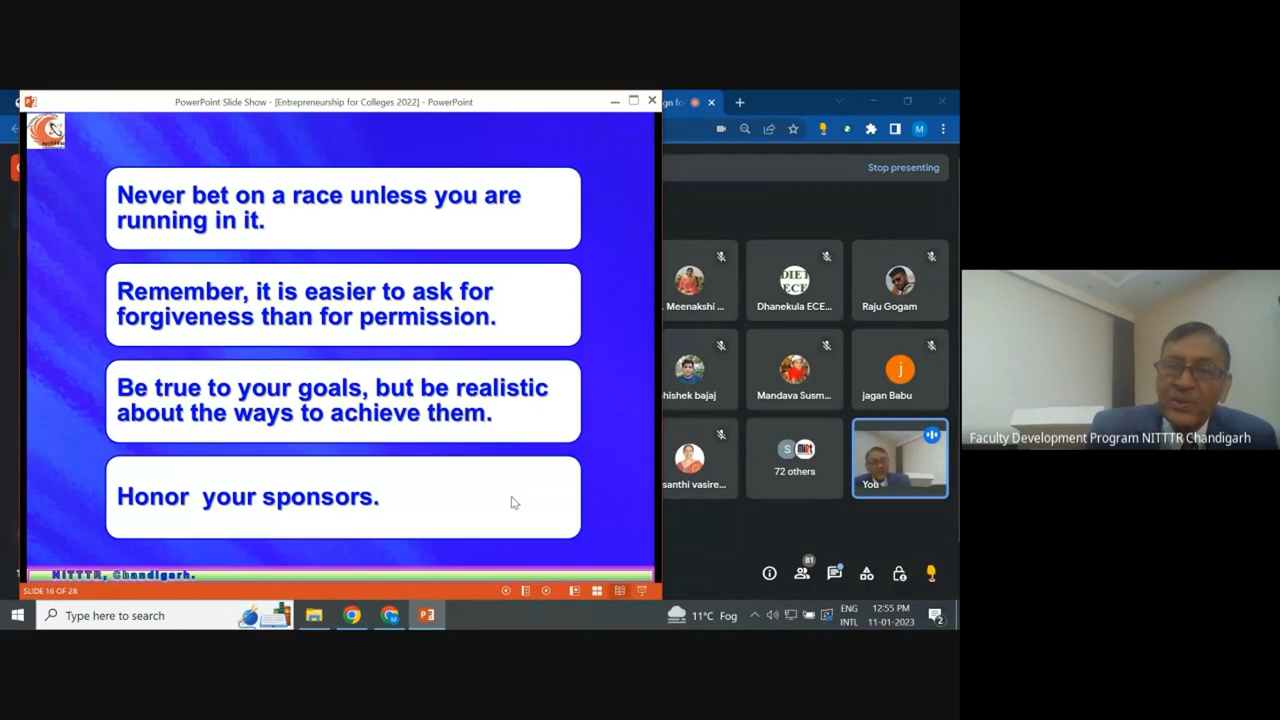 PowerPoint Slide Show - [Entrepreneurship for Colleges 2022] - PowerPoint
Never bet on a race unless you are
running in it.
Remember, it is easier to ask for
forgiveness than for permission.
Be true to your goals, but be realistic
about the ways to achieve them.
Honor your sponsors.
NITTTR, Chandigarh.
SLIDE 16 OF 28
M
Stop presenting
Meenakshi ...
DIET
ECE
Dhanekula ECE...
Raju Gogam
hishek bajaj
Mandava Susm...
j
jagan Babu
santhi vasire...
S
72 others
You
81
Faculty Development Program NITTTR Chandigarh
Type here to search
11°C Fog
ENG
INTL
12:55 PM
11-01-2023
2